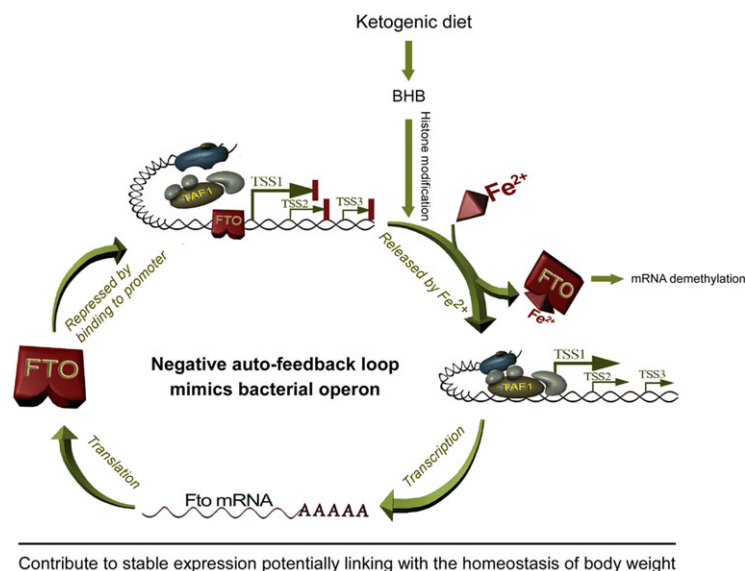 Ketogenic diet
BHB
Histone modification
Fe2+
TSS1
TSS2
TSS3
TAF1
FTO
Released by Fe2+
FTO
Fe2+
mRNA demethylation
Repressed by
binding to promoter
FTO
Negative auto-feedback loop
mimics bacterial operon
TSS1
TSS2
TSS3
TAF1
Translation
Transcription
Fto mRNA
AAAAA
Contribute to stable expression potentially linking with the homeostasis of body weight